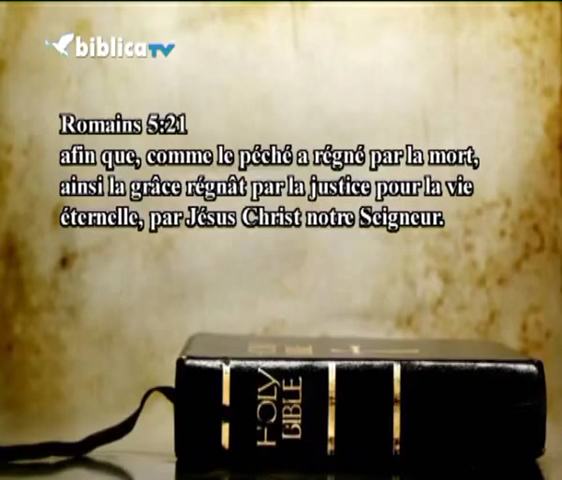 biblicaTV
Romains 5:21
afin que, comme le péché a régné par la mort,
ainsi la grâce régnât par la justice pour la vie
éternelle, par Jésus Christ notre Seigneur.
HOLY
BIBLE